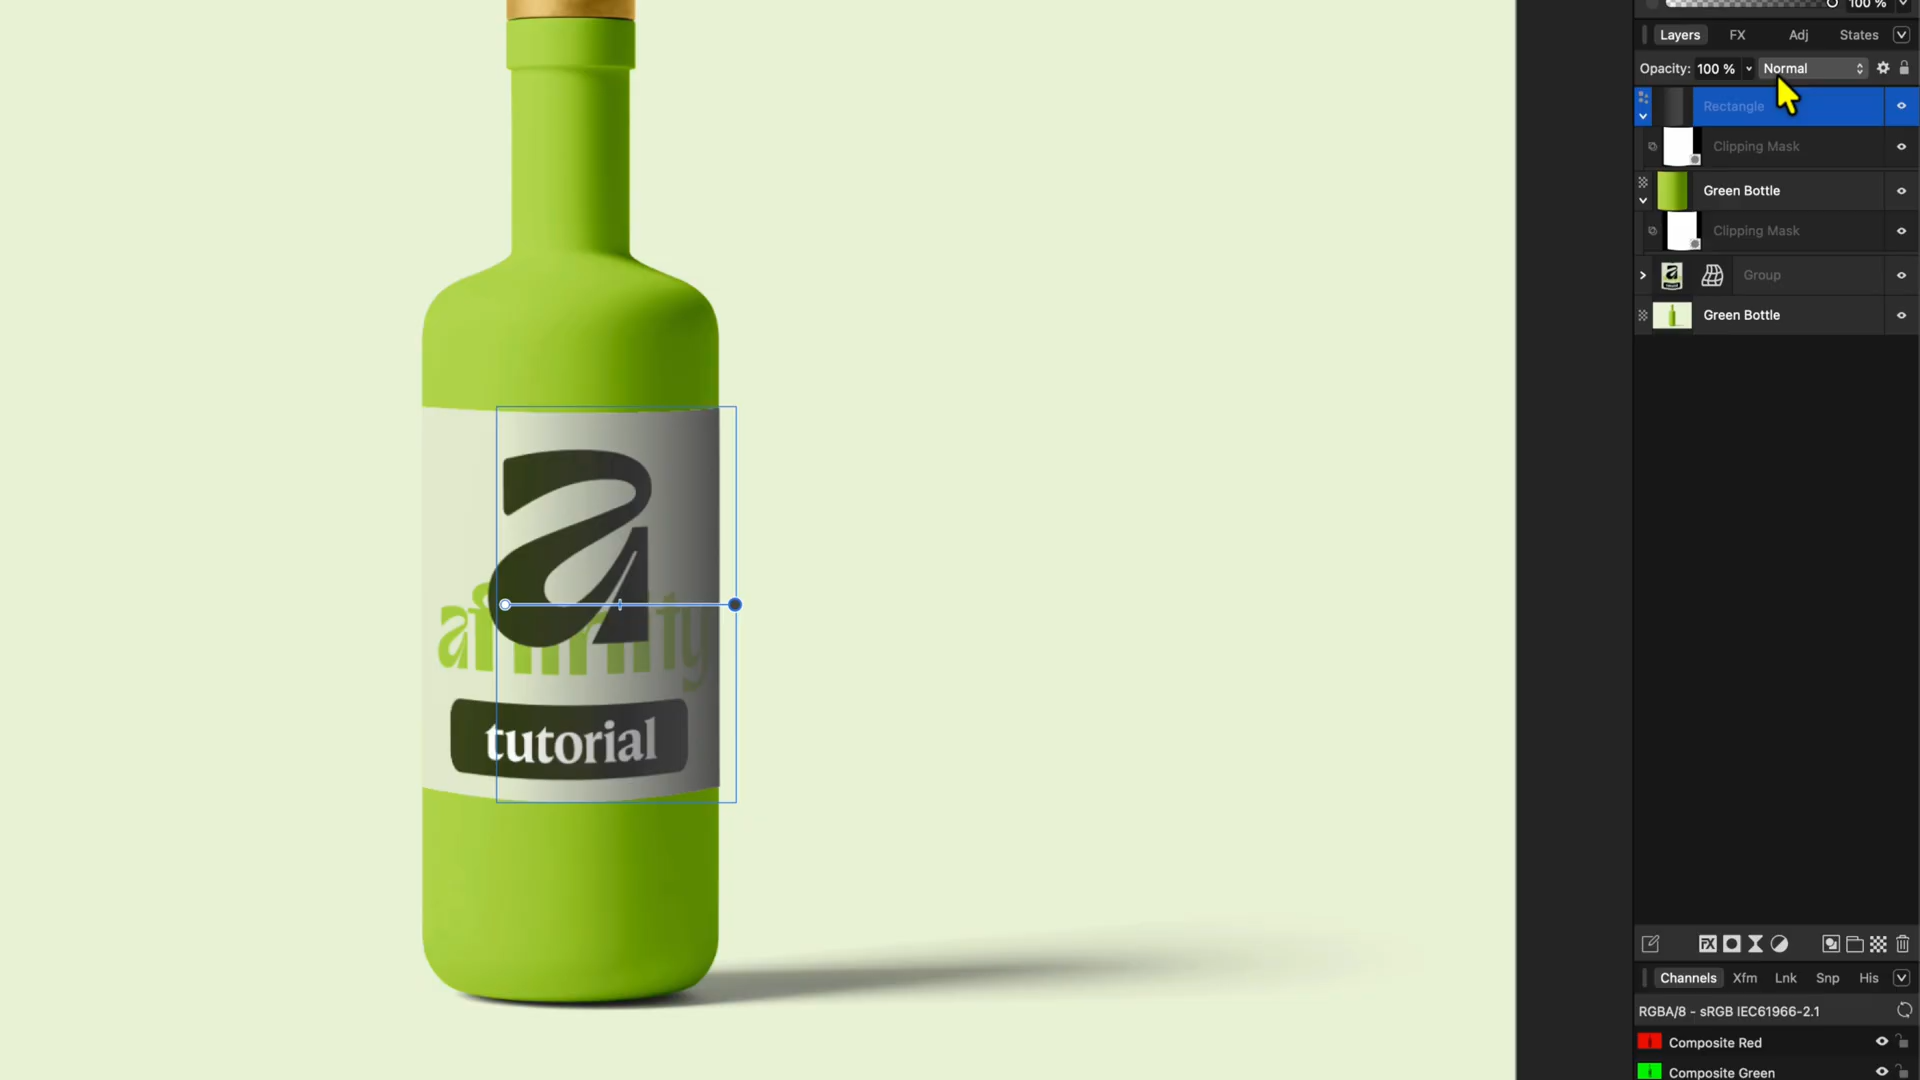 100 %
Layers FX Adj States
Opacity: 100 % Normal
Rectangle
Clipping Mask
Green Bottle
Clipping Mask
Group
Green Bottle
a
affinity
tutorial
Channels Xfm Lnk Snp His
RGBA/8 - sRGB IEC61966-2.1
Composite Red
Composite Green